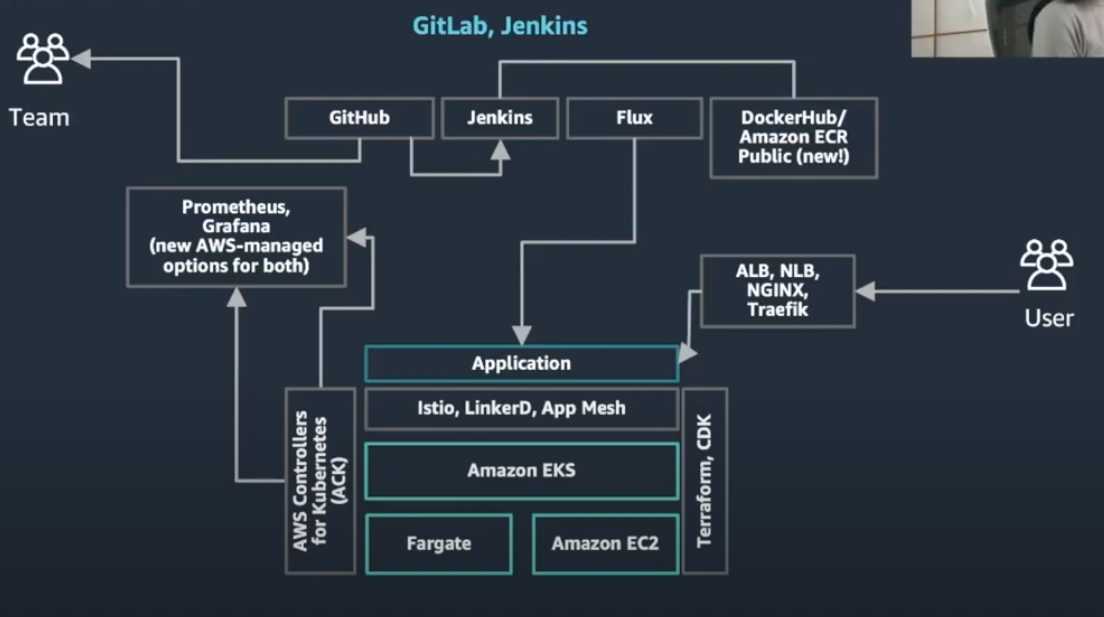 GitLab, Jenkins
Team
GitHub
Jenkins
Flux
DockerHub/
Amazon ECR
Public (new!)
Prometheus,
Grafana
(new AWS-managed
options for both)
ALB, NLB,
NGINX,
Traefik
User
Application
Istio, LinkerD, App Mesh
AWS Controllers
for Kubernetes
(ACK)
Amazon EKS
Terraform, CDK
Fargate
Amazon EC2